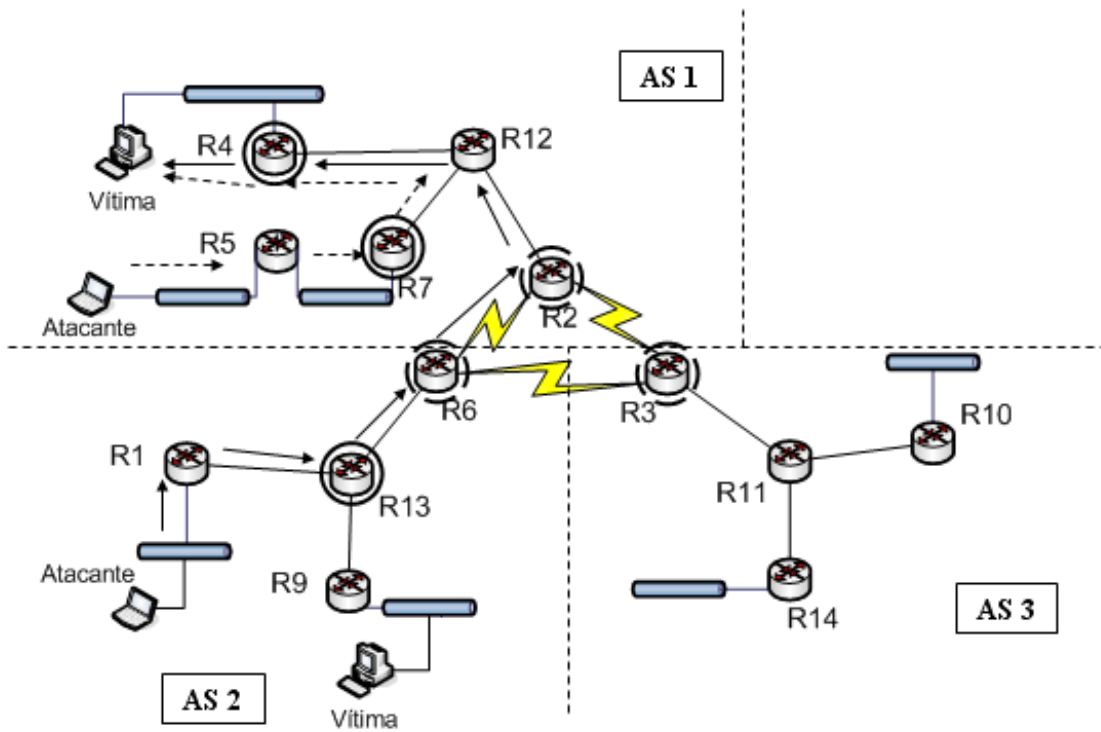 AS 1
R4
R12
Vítima
R5
R7
R2
Atacante
R6
R3
R10
R1
R13
R11
Atacante
R9
R14
AS 3
AS 2
Vítima